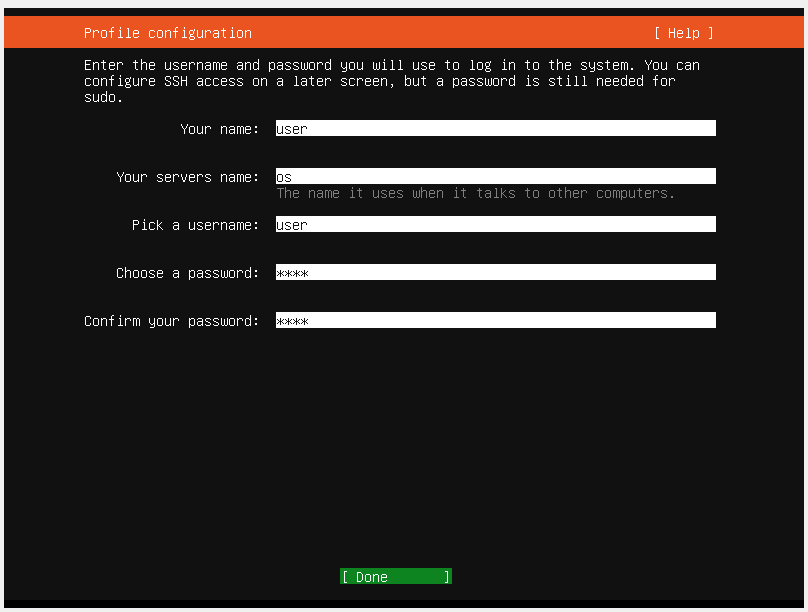 Profile configuration [ Help ]
Enter the username and password you will use to log in to the system. You can
configure SSH access on a later screen, but a password is still needed for
sudo.
Your name: user
Your servers name: os
The name it uses when it talks to other computers.
Pick a username: user
Choose a password: ****
Confirm your password: ****
[ Done ]